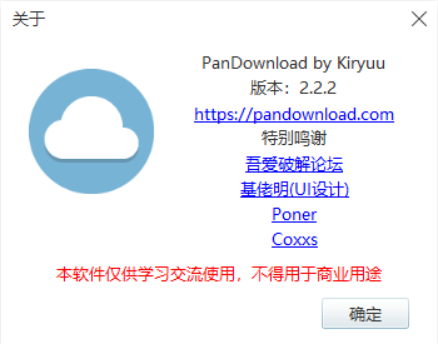 关于
PanDownload by Kiryuu
版本：2.2.2
https://pandownload.com
特别鸣谢
吾爱破解论坛
基佬明(UI设计)
Poner
Coxxs
本软件仅供学习交流使用，不得用于商业用途
确定